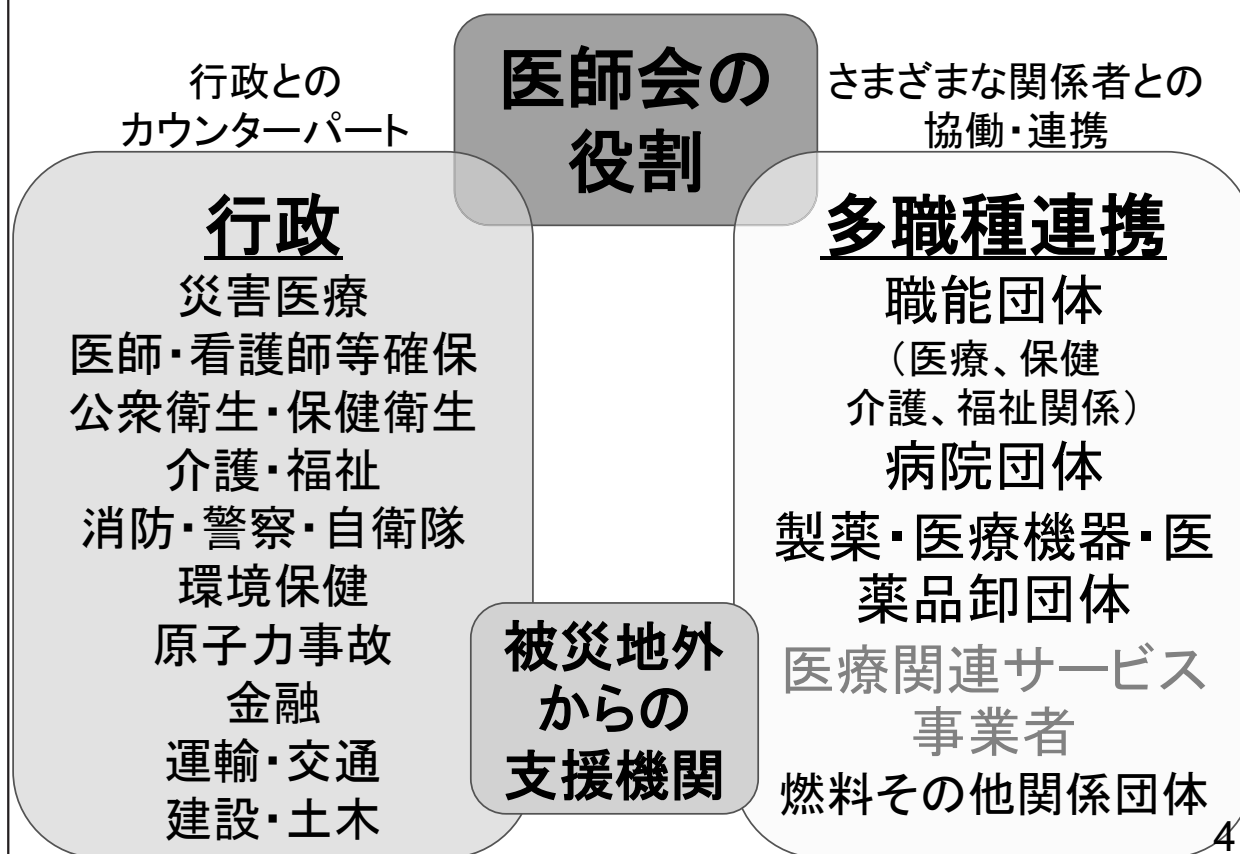 医師会の
役割
行政との
カウンターパート
行政
災害医療
医師・看護師等確保
公衆衛生・保健衛生
介護・福祉
消防・警察・自衛隊
環境保健
原子力事故
金融
運輸・交通
建設・土木
さまざまな関係者との
協働・連携
多職種連携
職能団体
（医療、保健
介護、福祉関係）
病院団体
製薬・医療機器・医
薬品卸団体
医療関連サービス
事業者
燃料その他関係団体
被災地外
からの
支援機関
4